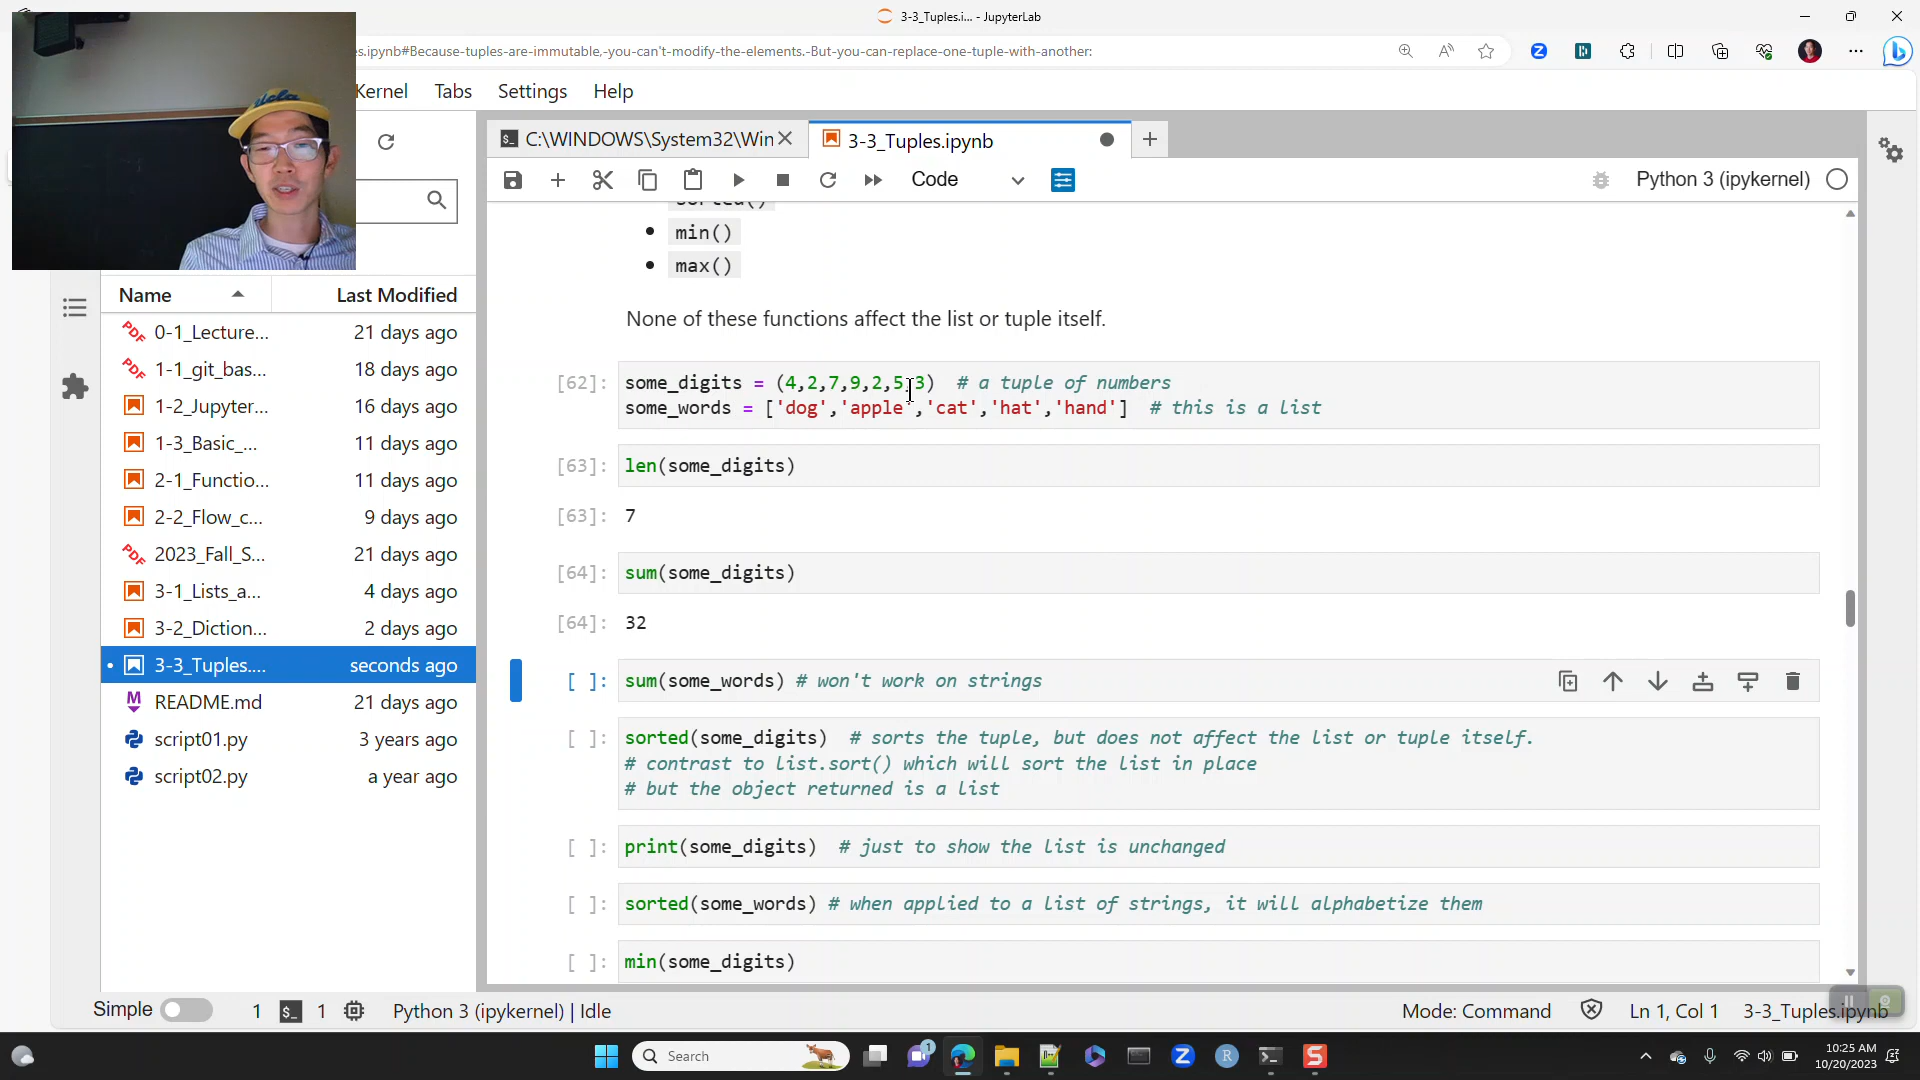 3-3_Tuples.i... - JupyterLab
es.ipynb#Because-tuples-are-immutable,-you-can't-modify-the-elements.-But-you-can-replace-one-tuple-with-another:
Kernel Tabs Settings Help
C:\WINDOWS\System32\Win
3-3_Tuples.ipynb
Code
Python 3 (ipykernel)
sorted()
min()
max()
None of these functions affect the list or tuple itself.
Name Last Modified
0-1_Lecture... 21 days ago
1-1_git_bas... 18 days ago
1-2_Jupyter... 16 days ago
1-3_Basic_... 11 days ago
2-1_Functio... 11 days ago
2-2_Flow_c... 9 days ago
2023_Fall_S... 21 days ago
3-1_Lists_a... 4 days ago
3-2_Diction... 2 days ago
3-3_Tuples.... seconds ago
README.md 21 days ago
script01.py 3 years ago
script02.py a year ago
[62]: some_digits = (4,2,7,9,2,5,3) # a tuple of numbers
some_words = ['dog','apple','cat','hat','hand'] # this is a list
[63]: len(some_digits)
[63]: 7
[64]: sum(some_digits)
[64]: 32
[ ]: sum(some_words) # won't work on strings
[ ]: sorted(some_digits) # sorts the tuple, but does not affect the list or tuple itself.
# contrast to list.sort() which will sort the list in place
# but the object returned is a list
[ ]: print(some_digits) # just to show the list is unchanged
[ ]: sorted(some_words) # when applied to a list of strings, it will alphabetize them
[ ]: min(some_digits)
Simple 1 1 Python 3 (ipykernel) | Idle
Mode: Command Ln 1, Col 1 3-3_Tuples.ipynb
Search
10:25 AM
10/20/2023